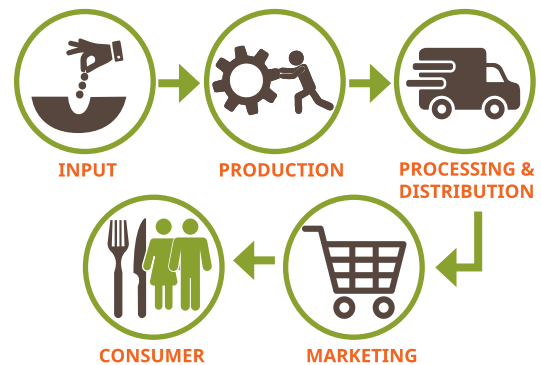 INPUT
PRODUCTION
PROCESSING &
DISTRIBUTION
CONSUMER
MARKETING